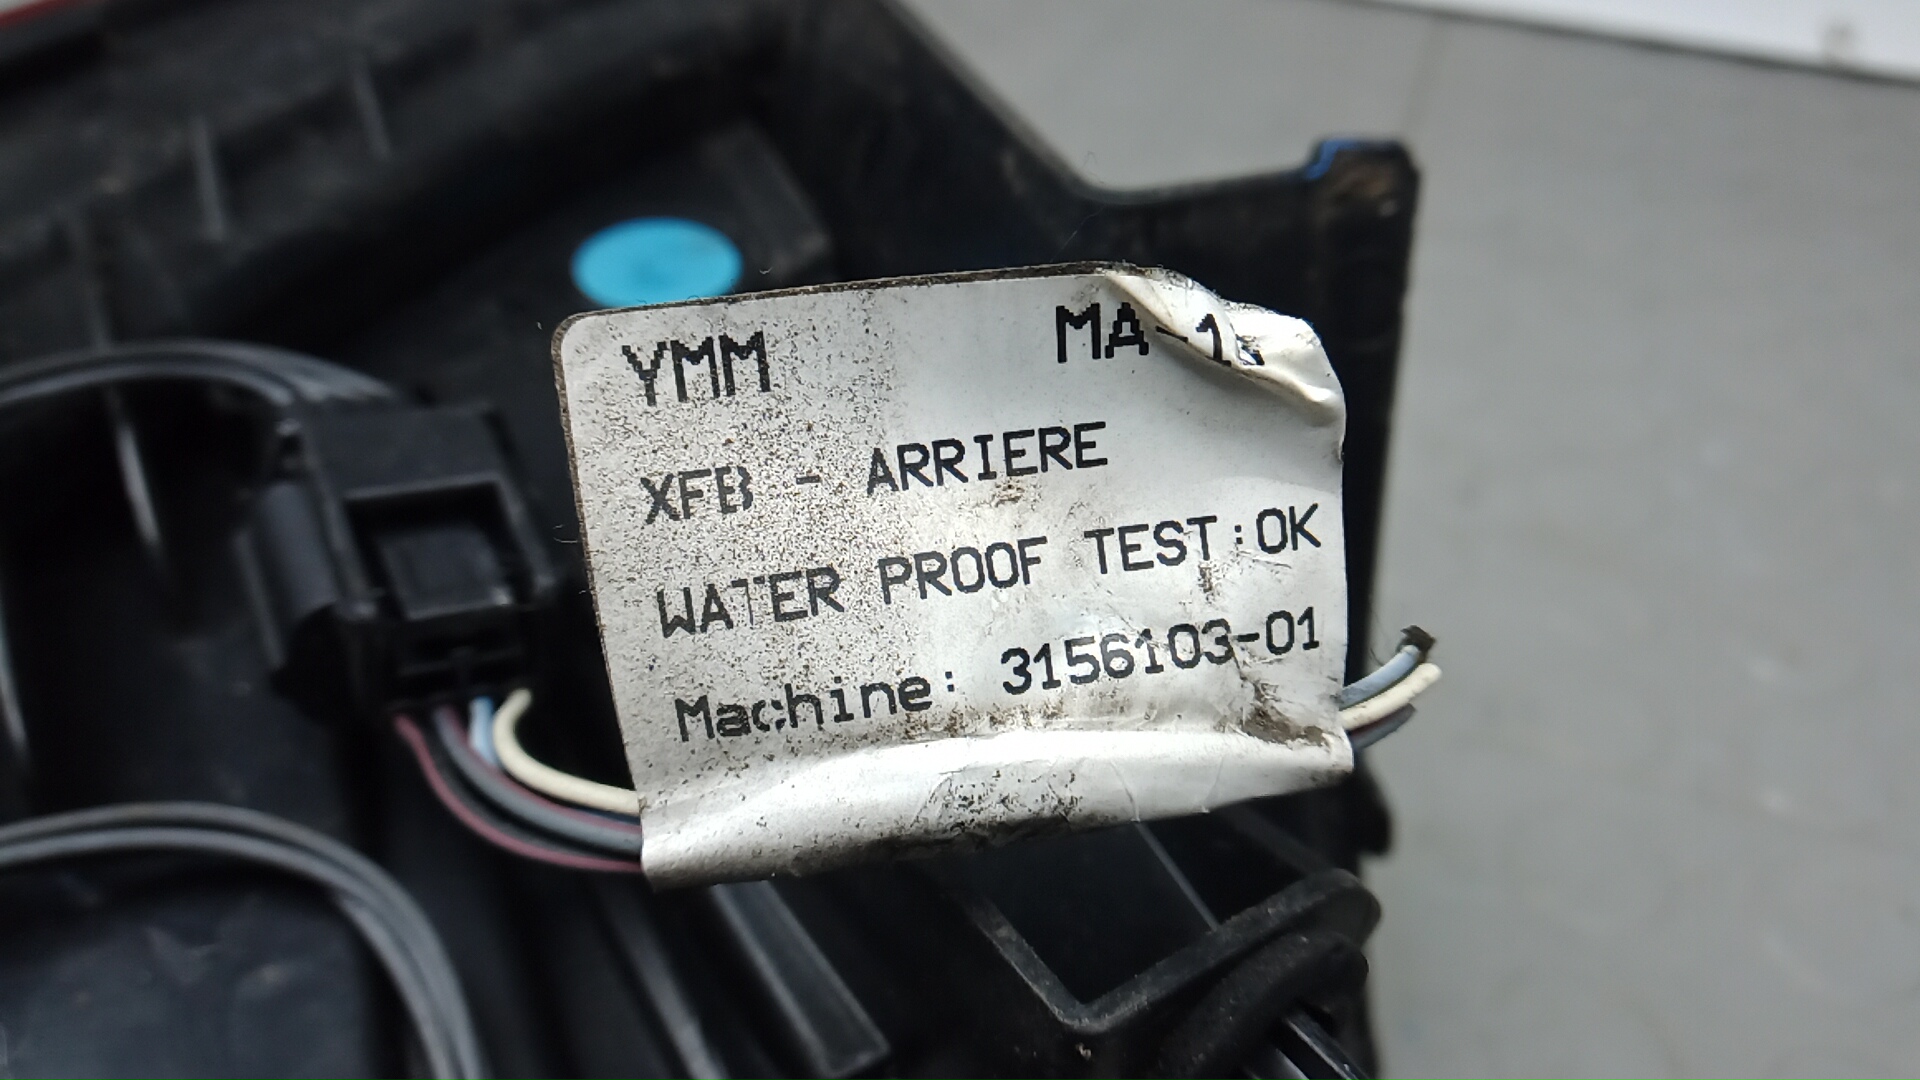 YMM
XFB - ARRIERE
WATER PROOF TEST:OK
Machine: 3156103-01